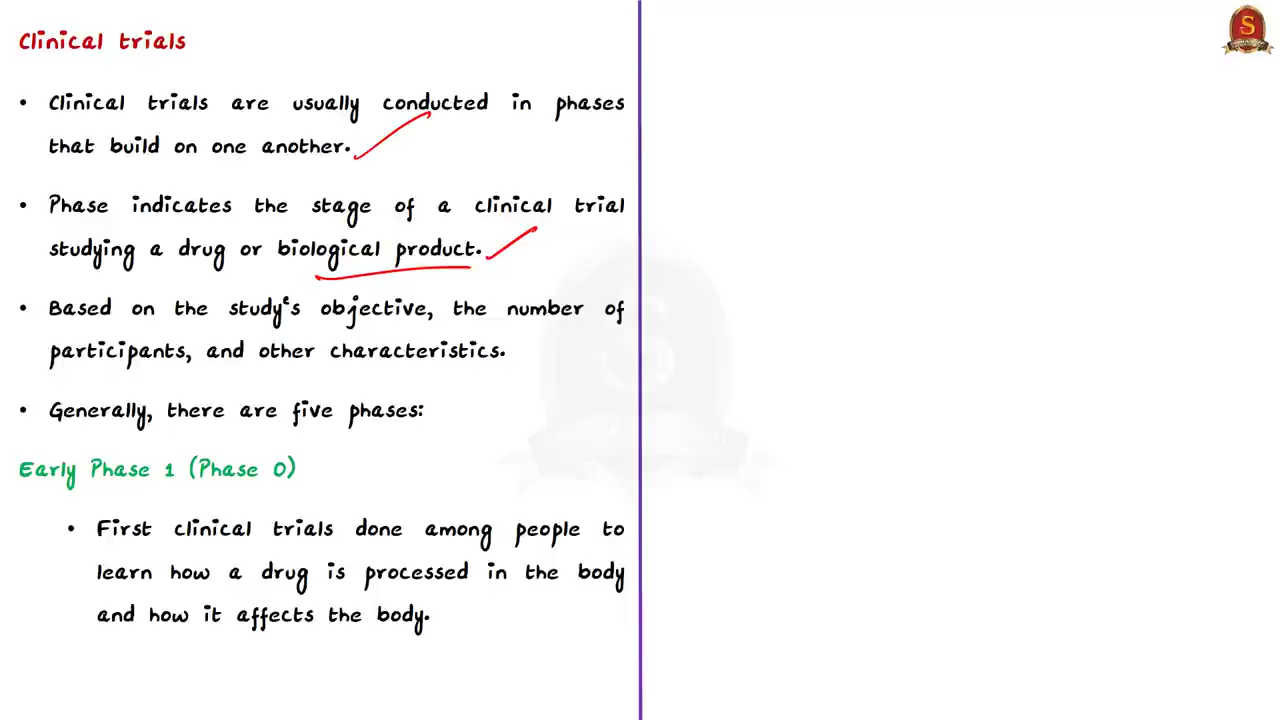 Clinical trials
• Clinical trials are usually conducted in phases
that build on one another.
• Phase indicates the stage of a clinical trial
studying a drug or biological product.
• Based on the study's objective, the number of
participants, and other characteristics.
• Generally, there are five phases:
Early Phase 1 (Phase 0)
• First clinical trials done among people to
learn how a drug is processed in the body
and how it affects the body.
S